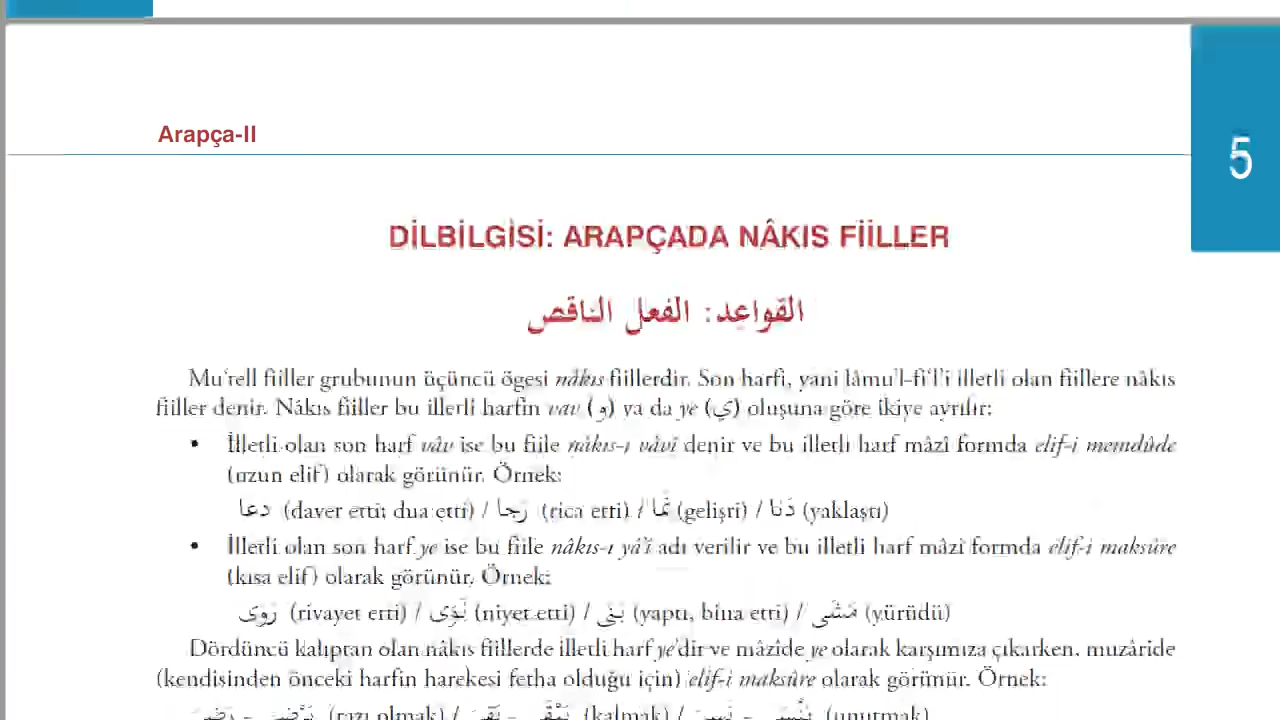 Arapça-II
5
DİLBİLGİSİ: ARAPÇADA NÂKIS FİİLLER
القواعد: الفعل الناقص
Mu‘tell fiiller grubunun üçüncü ögesi nâkıs fiillerdir. Son harfi, yani lâmu’l-fi‘l’i illetli olan fiillere nâkıs
fiiller denir. Nâkıs fiiller bu illetli harfin vav (و) ya da ye (ي) oluşuna göre ikiye ayrılır:
• İlletli olan son harf vâv ise bu fiile nâkıs-ı vâvî denir ve bu illetli harf mâzî formda elif-i memdûde
(uzun elif) olarak görünür. Örnek:
دعا (davet etti; dua etti) / رجا (rica etti) / نَمَا (gelişti) / دَنا (yaklaştı)
• İlletli olan son harf ye ise bu fiile nâkıs-ı yâ’î adı verilir ve bu illetli harf mâzî formda elif-i maksûre
(kısa elif) olarak görünür. Örnek:
روى (rivayet etti) / نَوَى (niyet etti) / بَنى (yaptı, bina etti) / مَشَى (yürüdü)
Dördüncü kalıptan olan nâkıs fiillerde illetli harf ye’dir ve mâzîde ye olarak karşımıza çıkarken, muzâride
(kendisinden önceki harfin harekesi fetha olduğu için) elif-i maksûre olarak görünür. Örnek:
(razı olmak) / (kalmak) / (unutmak)